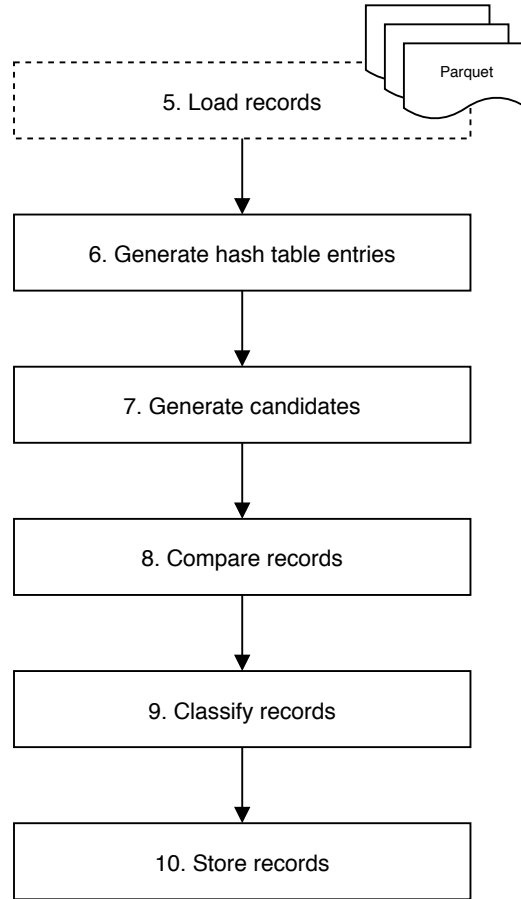 Parquet
5. Load records
6. Generate hash table entries
7. Generate candidates
8. Compare records
9. Classify records
10. Store records